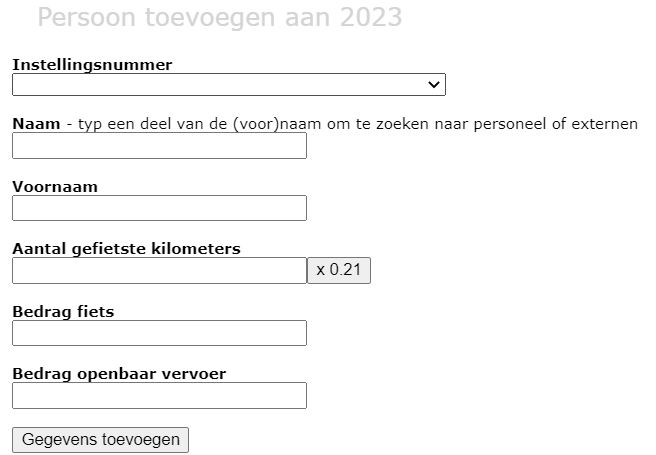 Persoon toevoegen aan 2023
Instellingsnummer
Naam - typ een deel van de (voor)naam om te zoeken naar personeel of externen
Voornaam
Aantal gefietste kilometers
x 0.21
Bedrag fiets
Bedrag openbaar vervoer
Gegevens toevoegen